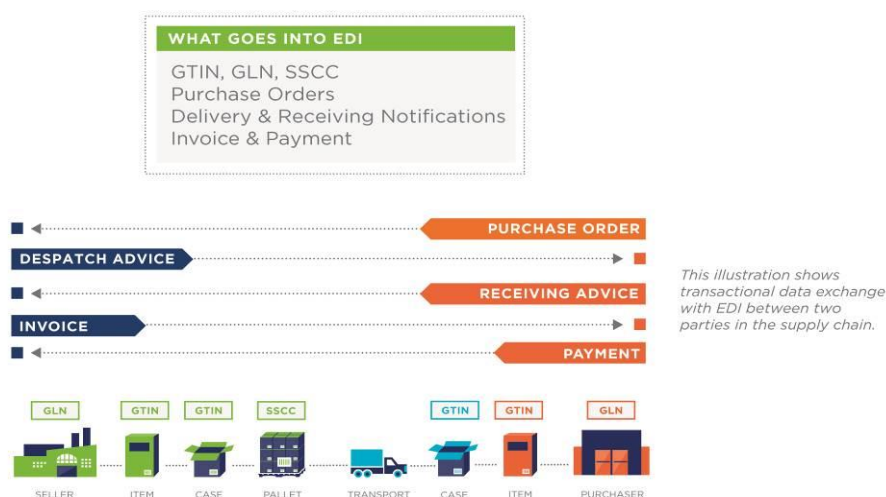 WHAT GOES INTO EDI
GTIN, GLN, SSCC
Purchase Orders
Delivery & Receiving Notifications
Invoice & Payment
PURCHASE ORDER
DESPATCH ADVICE
RECEIVING ADVICE
INVOICE
PAYMENT
This illustration shows
transactional data exchange
with EDI between two
parties in the supply chain.
GLN GTIN GTIN SSCC GTIN GTIN GLN
SELLER ITEM CASE PALLET TRANSPORT CASE ITEM PURCHASER